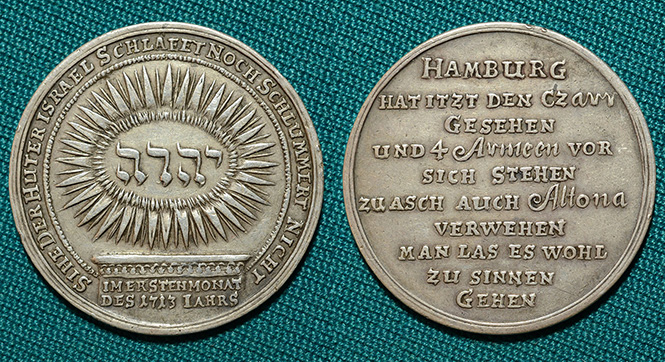 SIHE DER HUTER ISRAEL SCHLAFET NOCH SCHLUMMERT NICHT
יהוה
IM ERSTEN MONAT
DES 1713 IAHRS
HAMBURG
HAT ITZT DEN Czarr
GESEHEN
UND 4 Armeen VOR
SICH STEHEN
ZU ASCH AUCH Altona
VERWEHEN
MAN LAS ES WOHL
ZU SINNEN
GEHEN